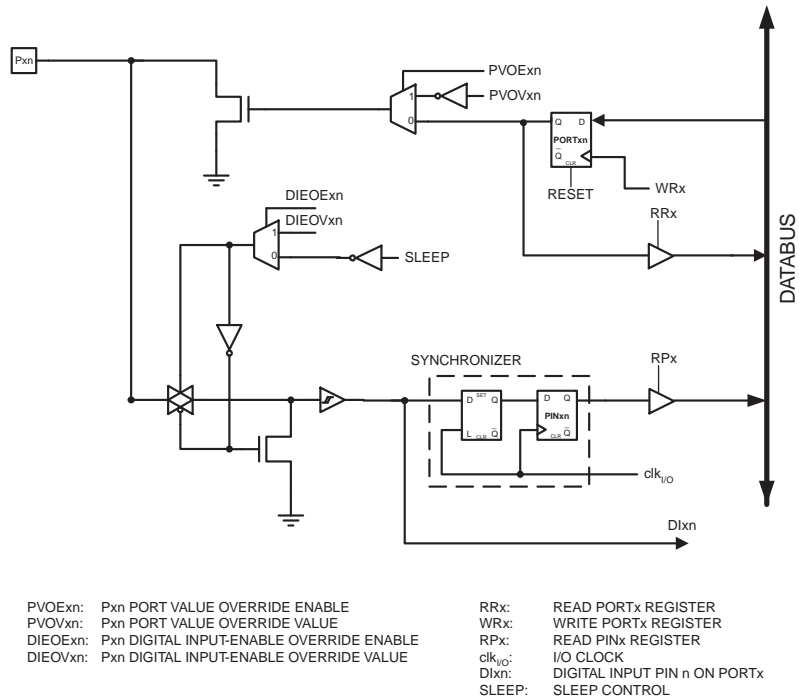 Pxn
PVOExn
PVOVxn
1
0
Q D
PORTxn
Q
CLR
RESET
WRx
RRx
DATABUS
DIEOExn
DIEOVxn
1
0
SLEEP
SYNCHRONIZER
RPx
D SET Q
L CLR Q
D Q
PINxn
CLR Q
clkI/O
DIxn
PVOExn: Pxn PORT VALUE OVERRIDE ENABLE
PVOVxn: Pxn PORT VALUE OVERRIDE VALUE
DIEOExn: Pxn DIGITAL INPUT-ENABLE OVERRIDE ENABLE
DIEOVxn: Pxn DIGITAL INPUT-ENABLE OVERRIDE VALUE
RRx: READ PORTx REGISTER
WRx: WRITE PORTx REGISTER
RPx: READ PINx REGISTER
clkI/O: I/O CLOCK
DIxn: DIGITAL INPUT PIN n ON PORTx
SLEEP: SLEEP CONTROL